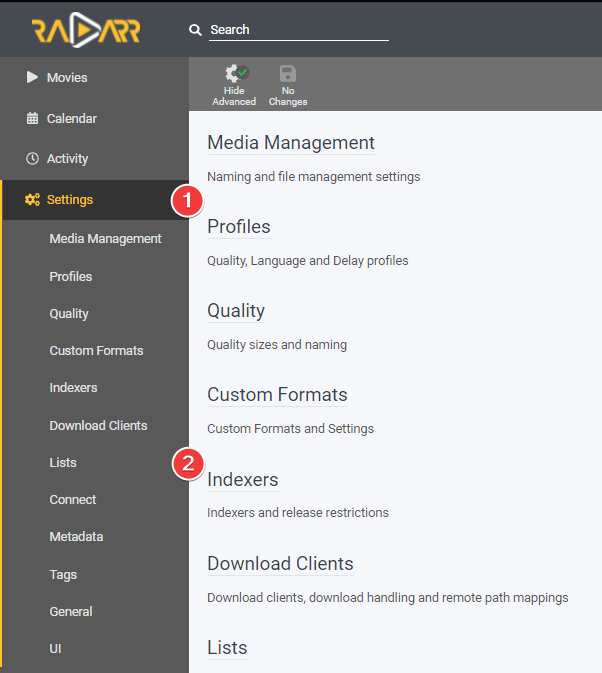 RADARR
Search
Movies
Calendar
Activity
Settings
1
Media Management
Profiles
Quality
Custom Formats
Indexers
Download Clients
Lists
2
Connect
Metadata
Tags
General
UI
Hide
Advanced
No
Changes
Media Management
Naming and file management settings
Profiles
Quality, Language and Delay profiles
Quality
Quality sizes and naming
Custom Formats
Custom Formats and Settings
Indexers
Indexers and release restrictions
Download Clients
Download clients, download handling and remote path mappings
Lists